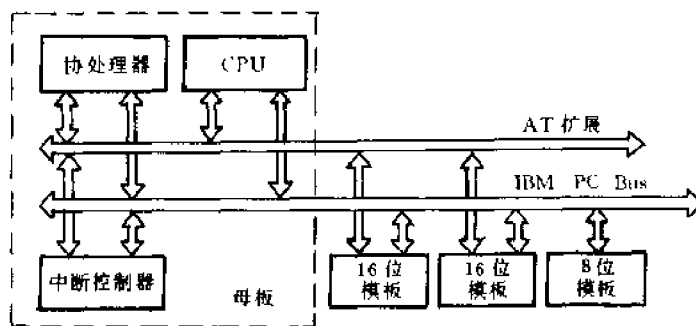 协处理器
CPU
AT 扩展
IBM PC Bus
中断控制器
母板
16 位
模板
16 位
模板
8 位
模板